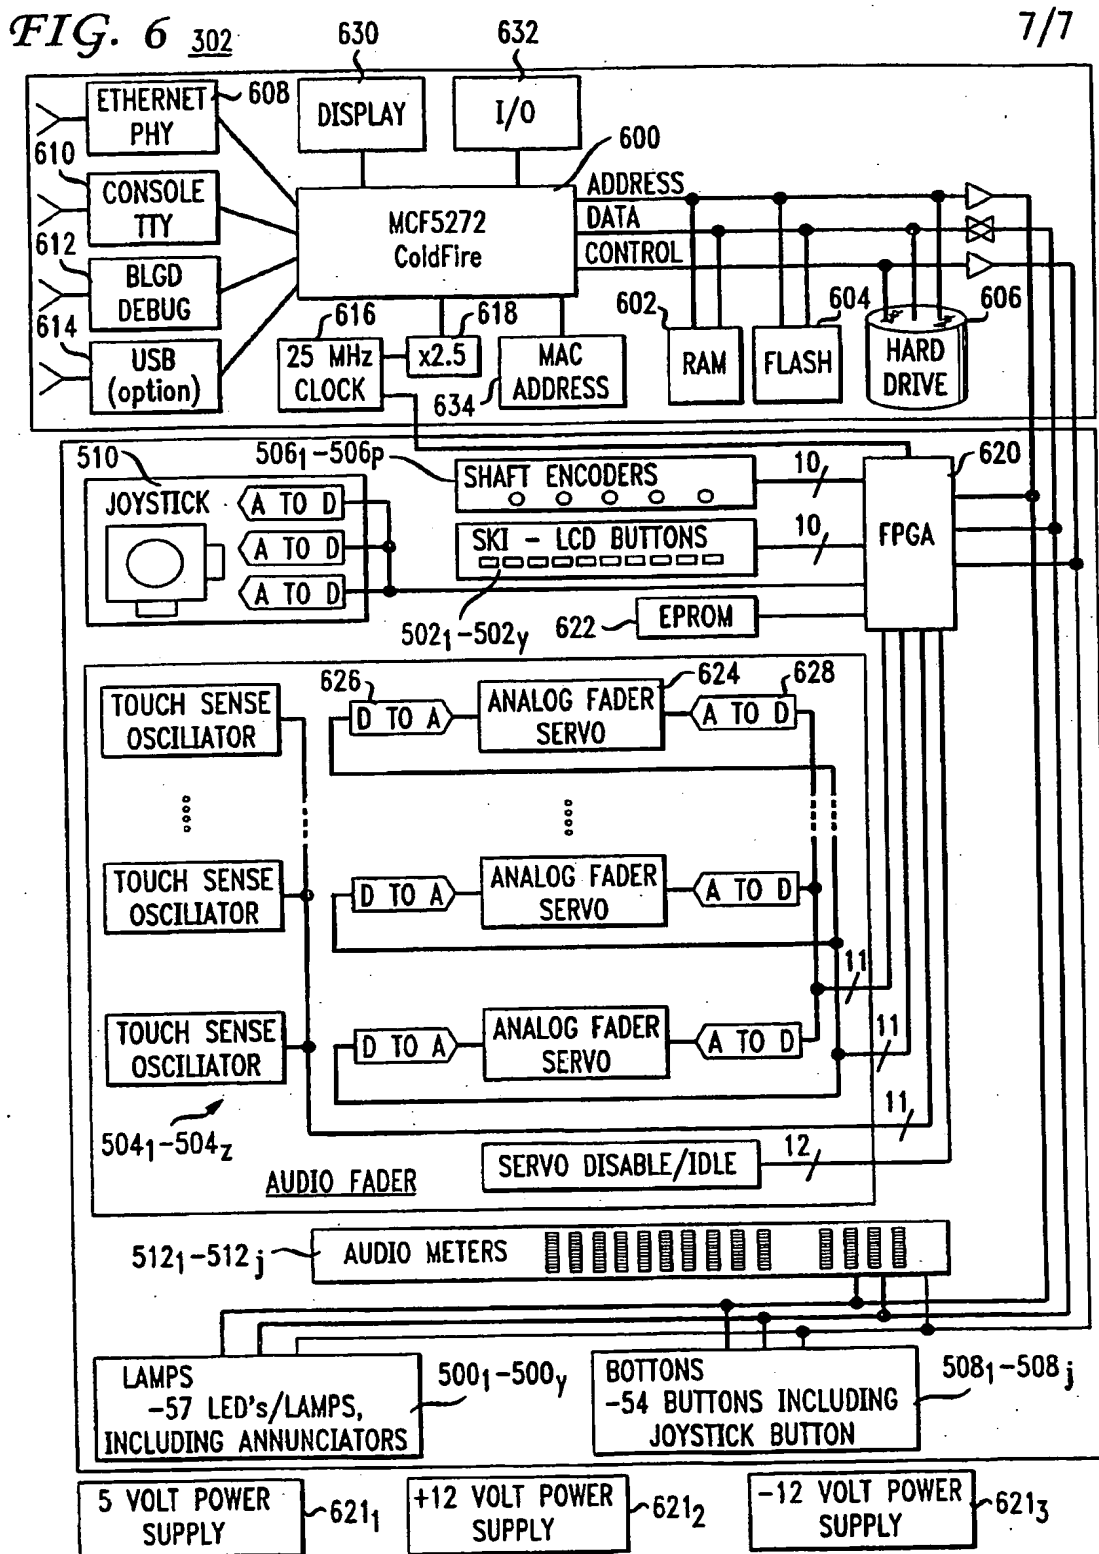 FIG. 6 302
7/7
630
632
ETHERNET
PHY
608
DISPLAY
I/O
600
610
CONSOLE
TTY
612
BLGD
DEBUG
614
USB
(option)
MCF5272
ColdFire
ADDRESS
DATA
CONTROL
616
618
25 MHz
CLOCK
x2.5
634
MAC
ADDRESS
602
RAM
604
FLASH
606
HARD
DRIVE
510
JOYSTICK
A TO D
A TO D
A TO D
506₁-506p
SHAFT ENCODERS
10
SKI - LCD BUTTONS
10
502₁-502y
620
FPGA
622
EPROM
TOUCH SENSE
OSCILIATOR
626
D TO A
ANALOG FADER
SERVO
624
A TO D
628
TOUCH SENSE
OSCILIATOR
D TO A
ANALOG FADER
SERVO
A TO D
11
TOUCH SENSE
OSCILIATOR
D TO A
ANALOG FADER
SERVO
A TO D
11
11
504₁-504z
AUDIO FADER
SERVO DISABLE/IDLE
12
512₁-512j
AUDIO METERS
LAMPS
-57 LED's/LAMPS,
INCLUDING ANNUNCIATORS
500₁-500y
BOTTONS
-54 BUTTONS INCLUDING
JOYSTICK BUTTON
508₁-508j
5 VOLT POWER
SUPPLY
621₁
+12 VOLT POWER
SUPPLY
621₂
-12 VOLT POWER
SUPPLY
621₃